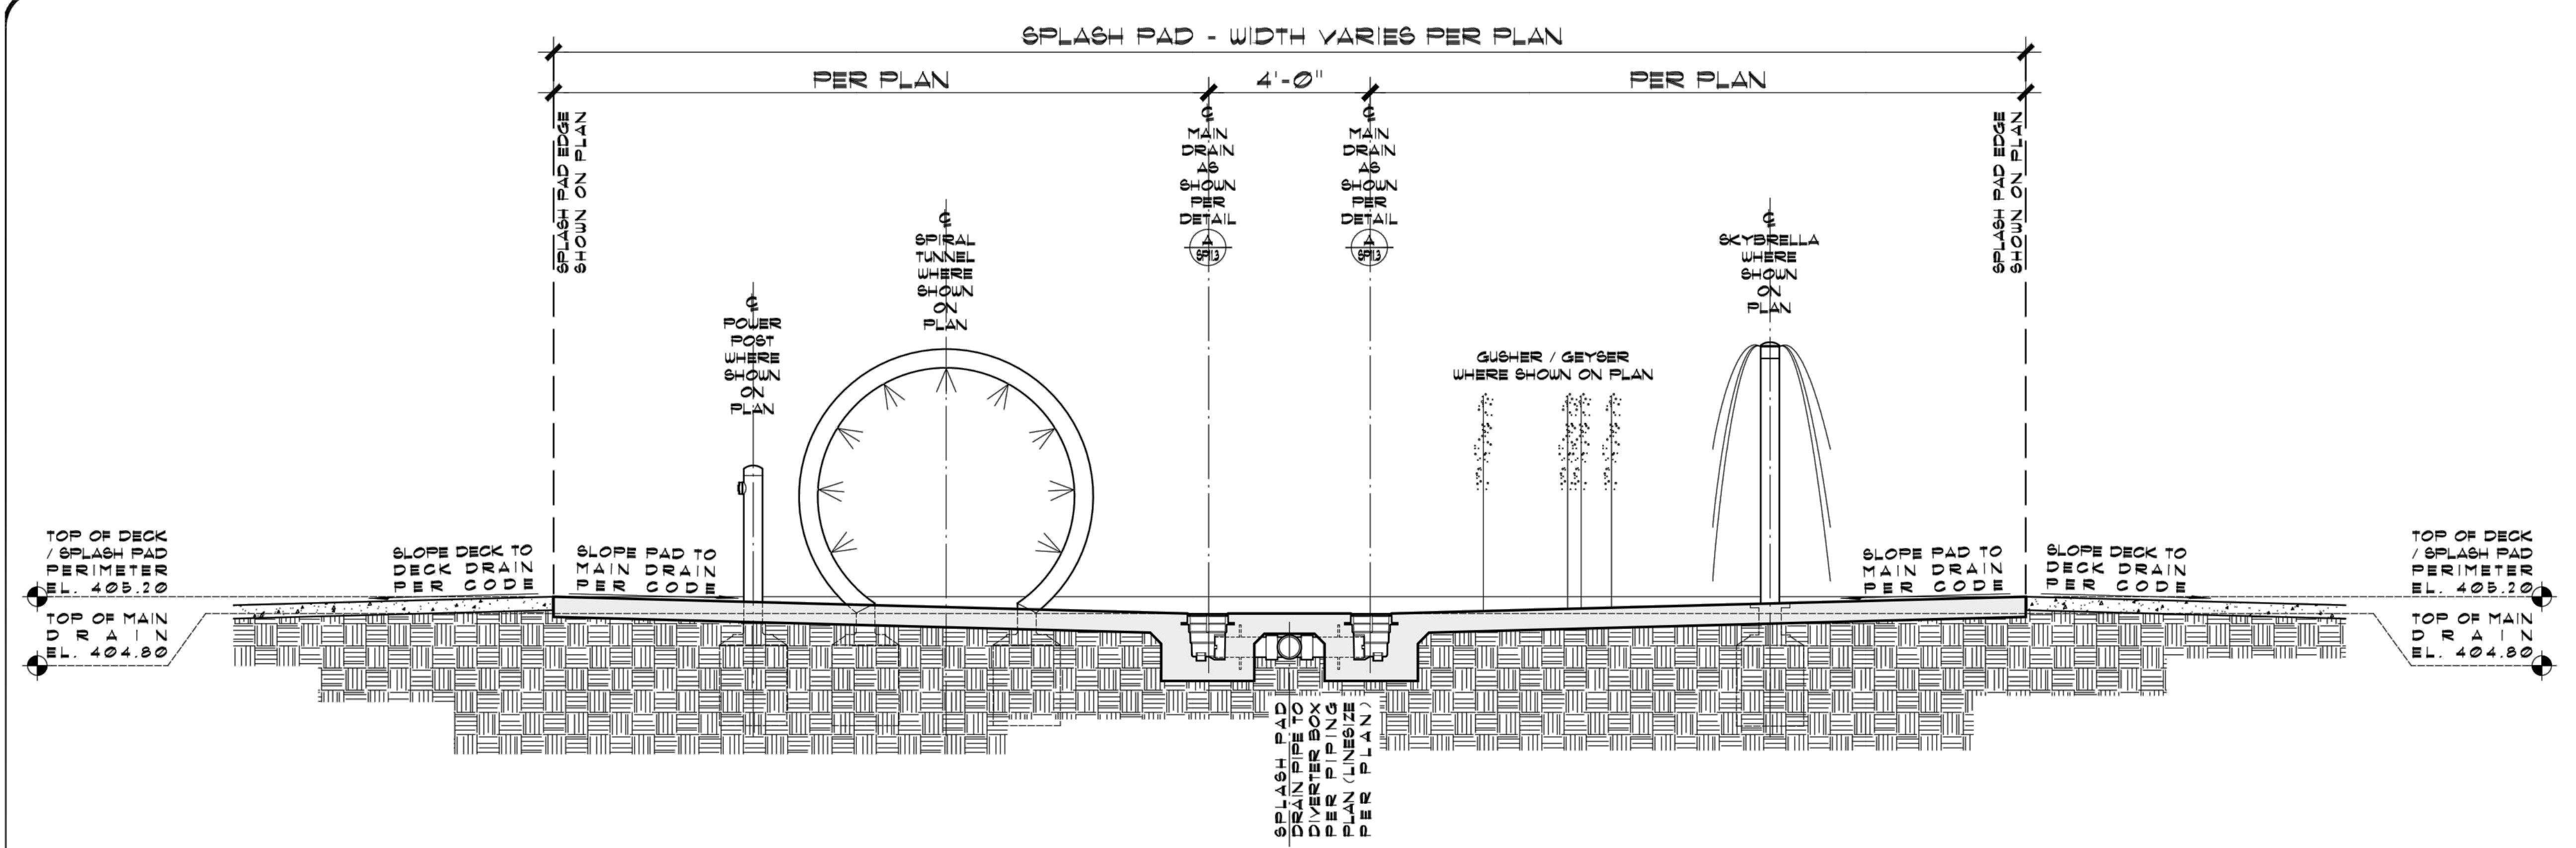 SPLASH PAD - WIDTH VARIES PER PLAN
PER PLAN
4'-0"
PER PLAN
SPLASH PAD EDGE
SHOWN ON PLAN
℄
MAIN
DRAIN
AS
SHOWN
PER
DETAIL
A
SP1.3
℄
MAIN
DRAIN
AS
SHOWN
PER
DETAIL
A
SP1.3
SPLASH PAD EDGE
SHOWN ON PLAN
℄
POWER
POST
WHERE
SHOWN
ON
PLAN
℄
SPIRAL
TUNNEL
WHERE
SHOWN
ON
PLAN
GUSHER / GEYSER
WHERE SHOWN ON PLAN
℄
SKYBRELLA
WHERE
SHOWN
ON
PLAN
TOP OF DECK
/ SPLASH PAD
PERIMETER
EL. 405.20
TOP OF MAIN
DRAIN
EL. 404.80
SLOPE DECK TO
DECK DRAIN
PER CODE
SLOPE PAD TO
MAIN DRAIN
PER CODE
SLOPE PAD TO
MAIN DRAIN
PER CODE
SLOPE DECK TO
DECK DRAIN
PER CODE
TOP OF DECK
/ SPLASH PAD
PERIMETER
EL. 405.20
TOP OF MAIN
DRAIN
EL. 404.80
SPLASH PAD
DRAIN PIPE TO
DIVERTER BOX
PER PIPING
PLAN (LINESIZE
PER PLAN)